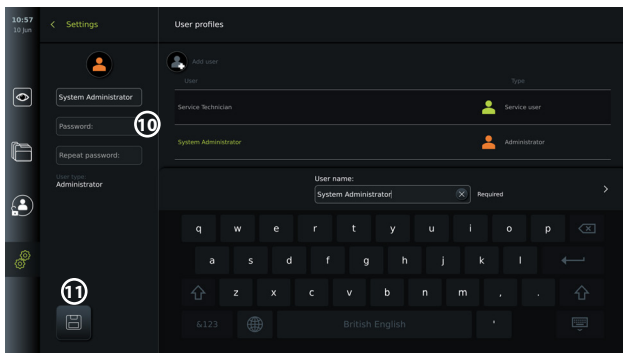 10:57
10 Jun
Settings
User profiles
Add user
User
Type
System Administrator
Service Technician
Service user
Password:
10
System Administrator
Administrator
Repeat password:
User type:
Administrator
User name:
System Administrator
Required
q w e r t y u i o p
a s d f g h j k l
z x c v b n m , .
&123
British English
'
11